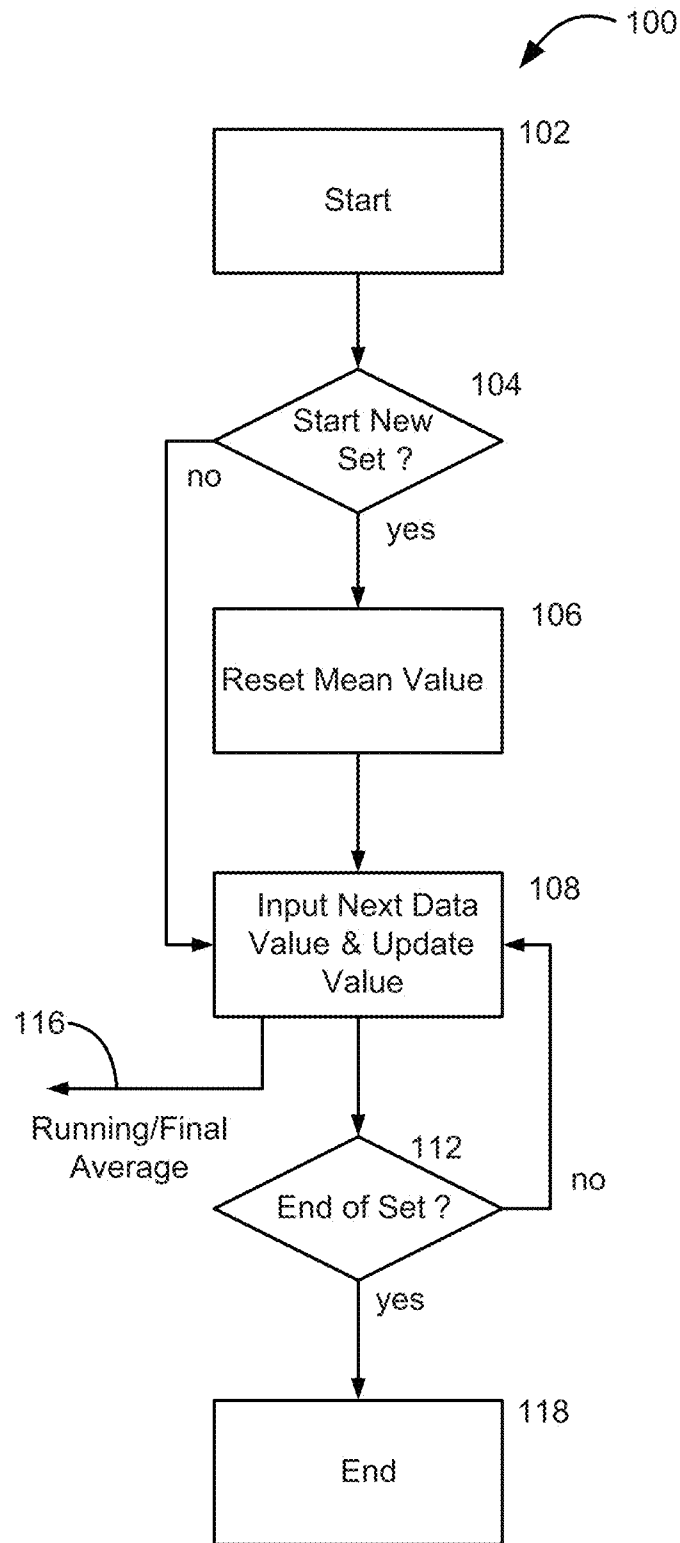 100
102
Start
104
Start New
Set ?
no
yes
106
Reset Mean Value
108
Input Next Data
Value & Update
Value
116
Running/Final
Average
112
End of Set ?
no
yes
118
End